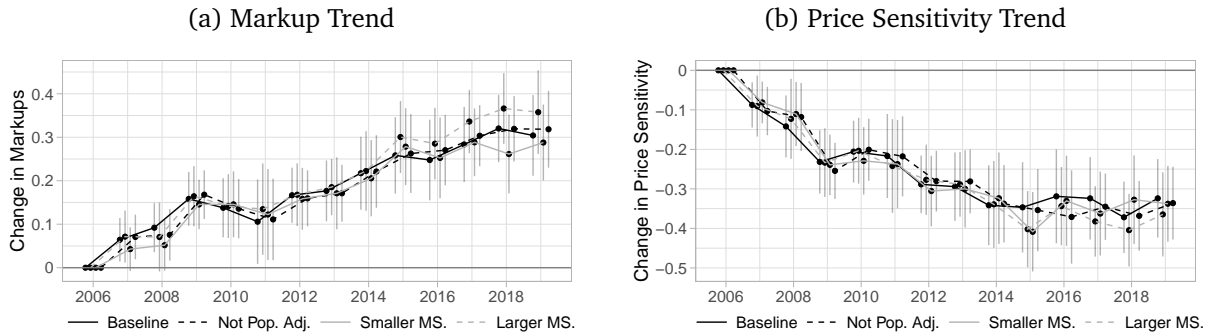 (a) Markup Trend
Change in Markups
0.4
0.3
0.2
0.1
0
2006 2008 2010 2012 2014 2016 2018
Baseline Not Pop. Adj. Smaller MS. Larger MS.
(b) Price Sensitivity Trend
Change in Price Sensitivity
0
−0.1
−0.2
−0.3
−0.4
−0.5
2006 2008 2010 2012 2014 2016 2018
Baseline Not Pop. Adj. Smaller MS. Larger MS.